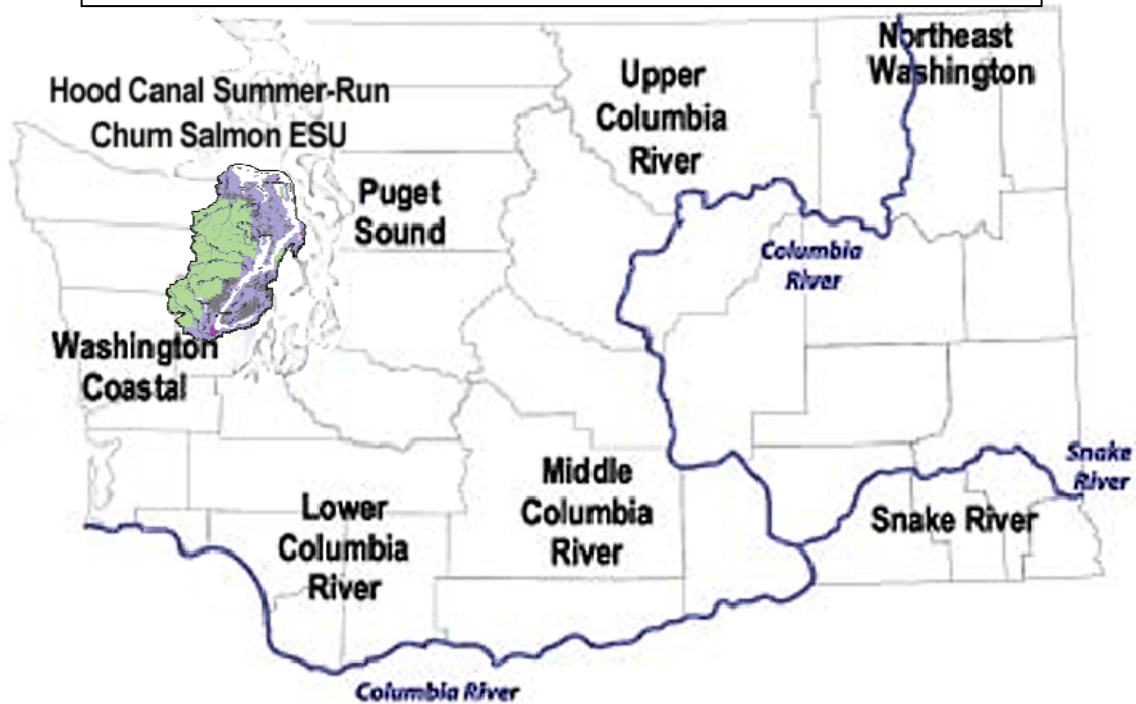 Northeast
Washington
Upper
Columbia
River
Hood Canal Summer-Run
Chum Salmon ESU
Puget
Sound
Columbia
River
Washington
Coastal
Snake
River
Middle
Columbia
River
Lower
Columbia
River
Snake River
Columbia River